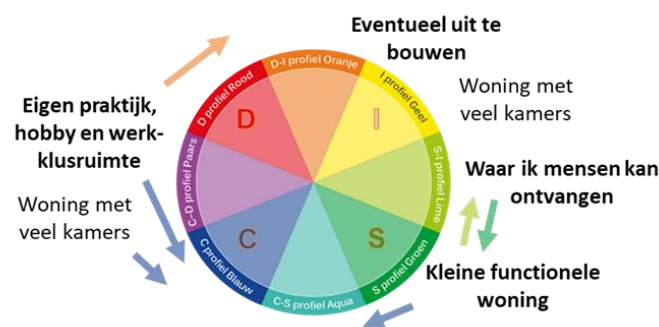 Eventueel uit te
bouwen
D-I profiel Oranje
D profiel Rood
I profiel Geel
Woning met
veel kamers
Eigen praktijk,
hobby en werk-
klusruimte
D
I
S-I profiel Lime
Waar ik mensen kan
ontvangen
C–D profiel Paars
Woning met
veel kamers
C
S
C profiel Blauw
S profiel Groen
C-S profiel Aqua
Kleine functionele
woning